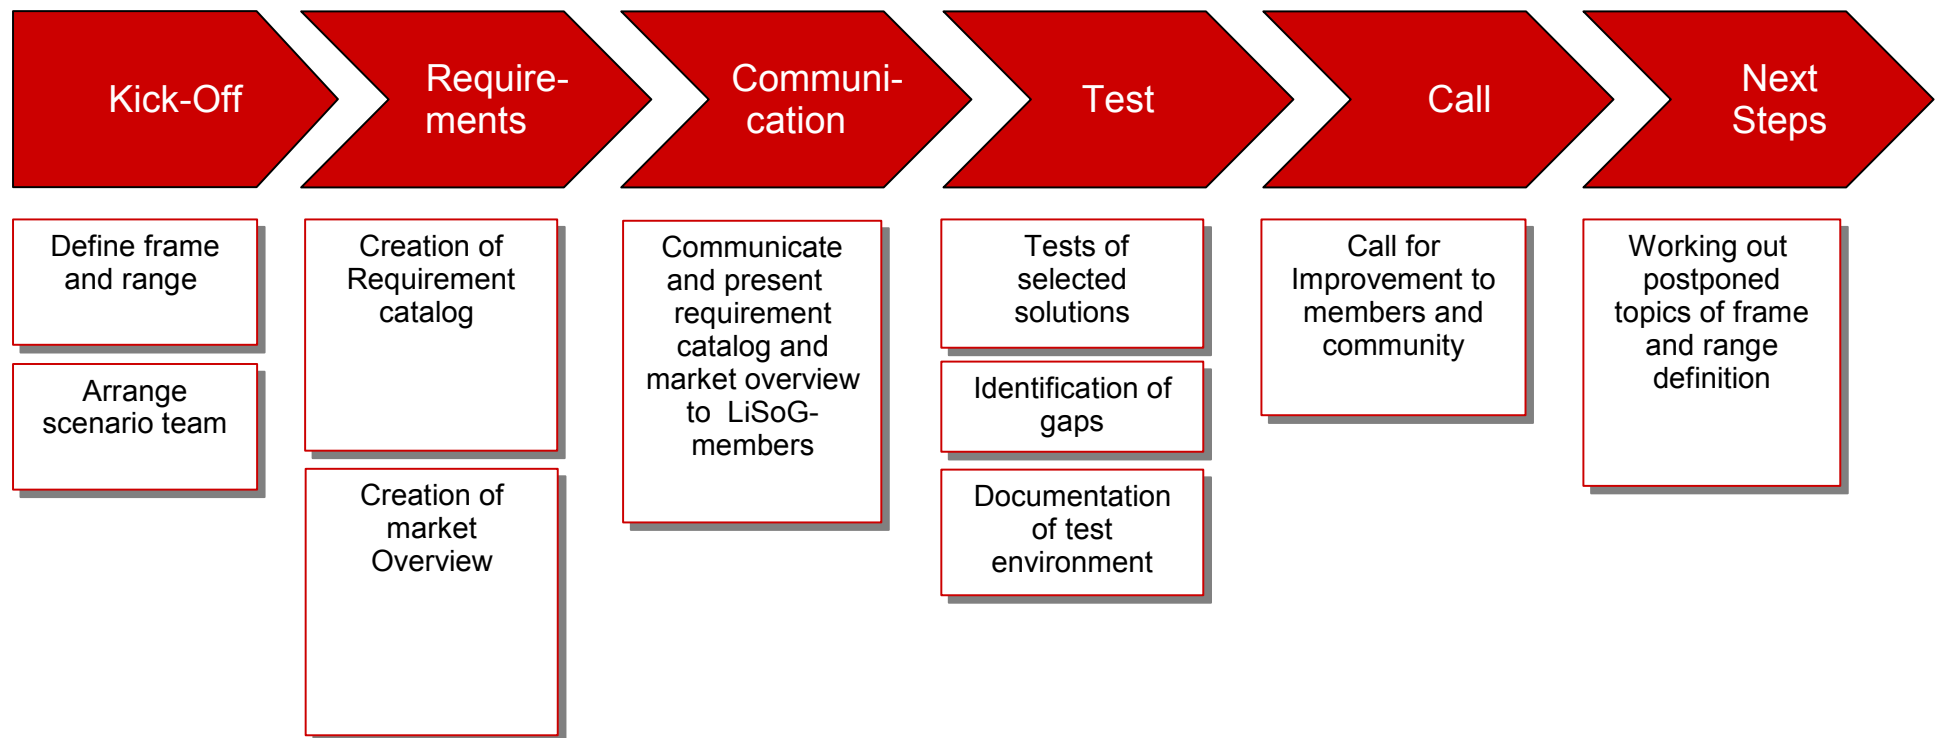 Kick-Off
Require-
ments
Communi-
cation
Test
Call
Next
Steps
Define frame
and range
Arrange
scenario team
Creation of
Requirement
catalog
Creation of
market
Overview
Communicate
and present
requirement
catalog and
market overview
to LiSoG-
members
Tests of
selected
solutions
Identification of
gaps
Documentation
of test
environment
Call for
Improvement to
members and
community
Working out
postponed
topics of frame
and range
definition